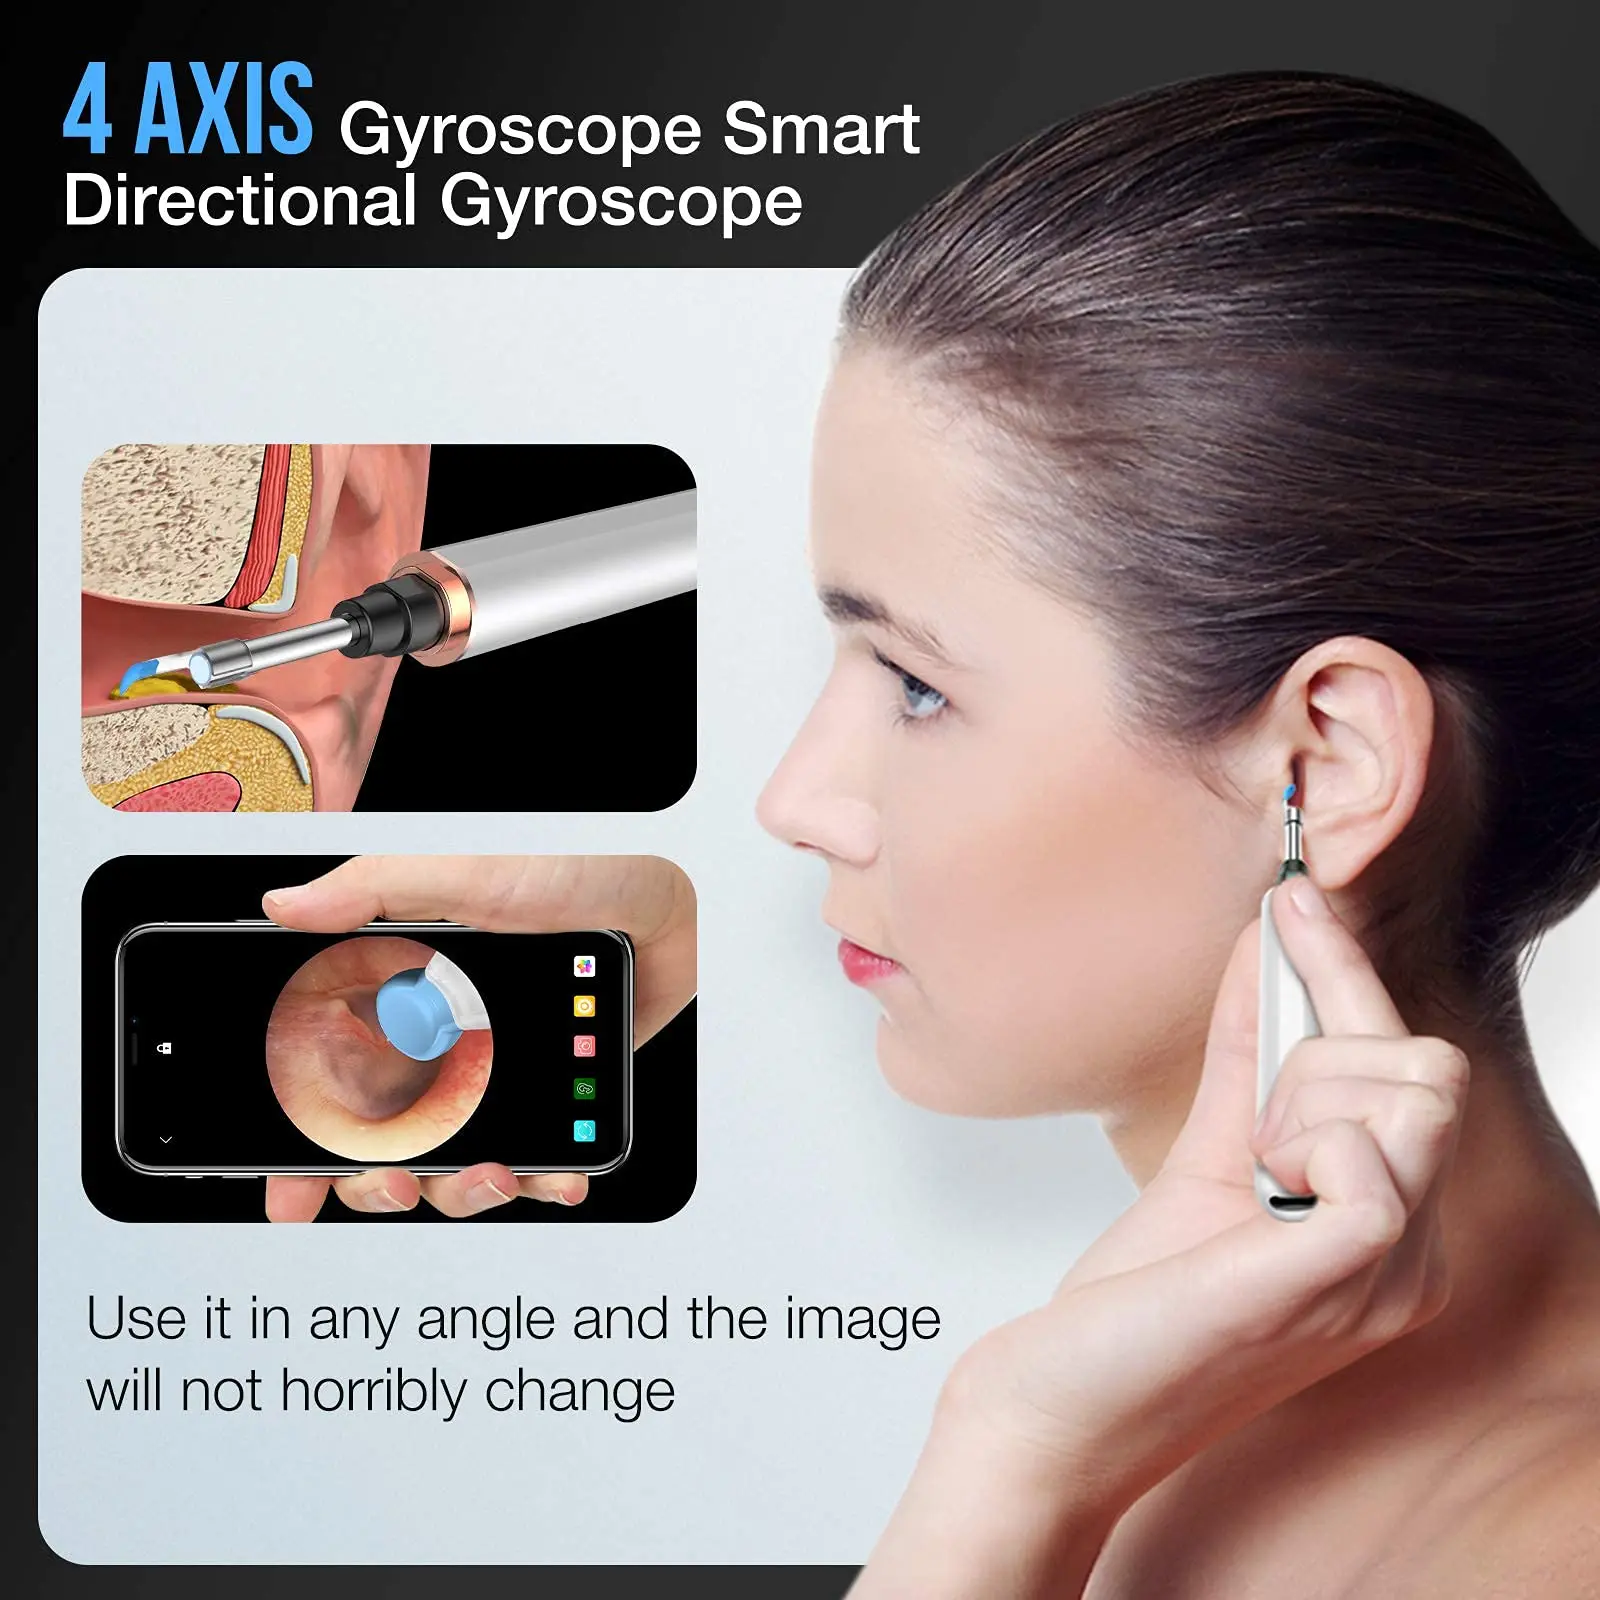 4 AXIS Gyroscope Smart
Directional Gyroscope
Use it in any angle and the image
will not horribly change